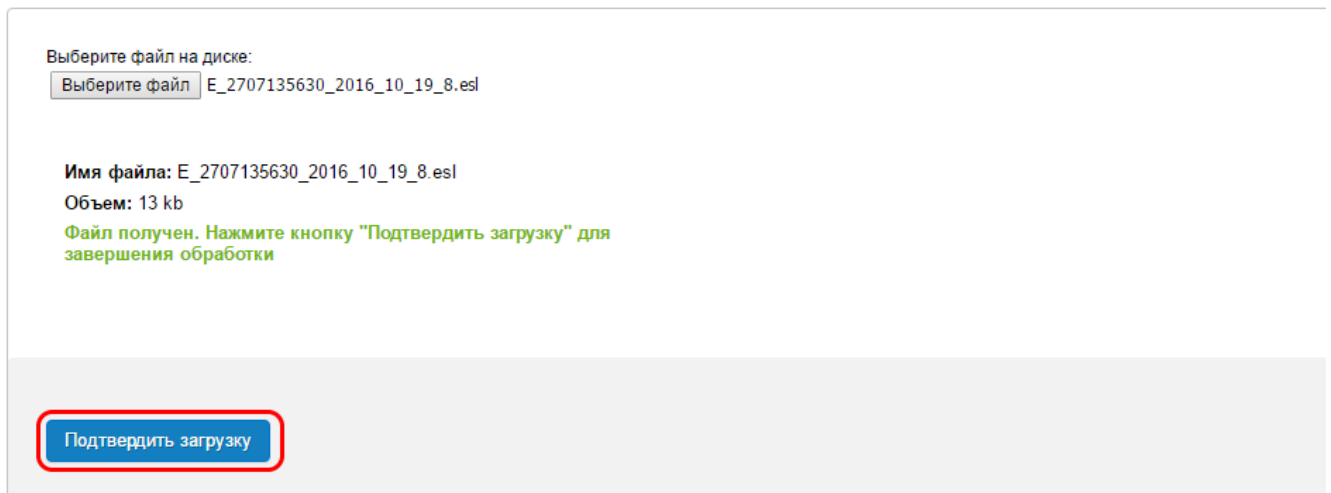 Выберите файл на диске:
Выберите файл E_2707135630_2016_10_19_8.esl
Имя файла: E_2707135630_2016_10_19_8.esl
Объем: 13 kb
Файл получен. Нажмите кнопку "Подтвердить загрузку" для
завершения обработки
Подтвердить загрузку